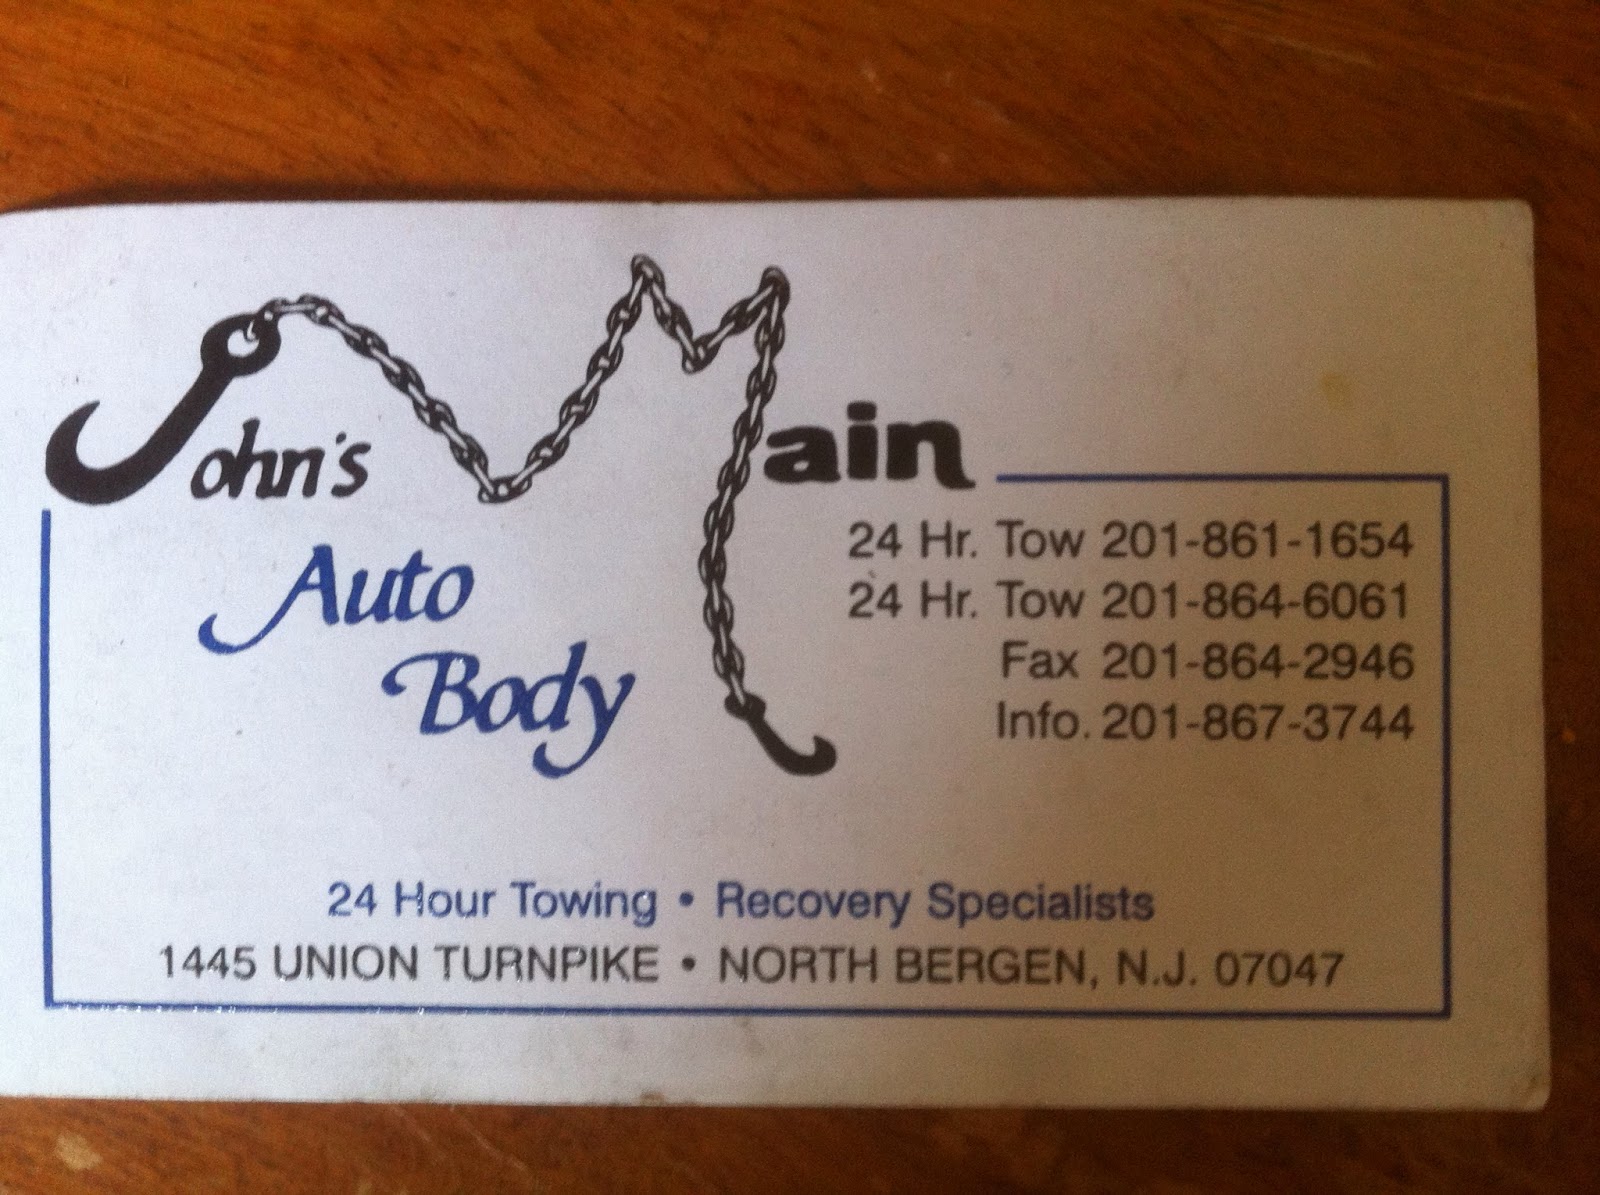 John's Main
Auto
Body
24 Hr. Tow 201-861-1654
24 Hr. Tow 201-864-6061
Fax 201-864-2946
Info. 201-867-3744
24 Hour Towing • Recovery Specialists
1445 UNION TURNPIKE • NORTH BERGEN, N.J. 07047